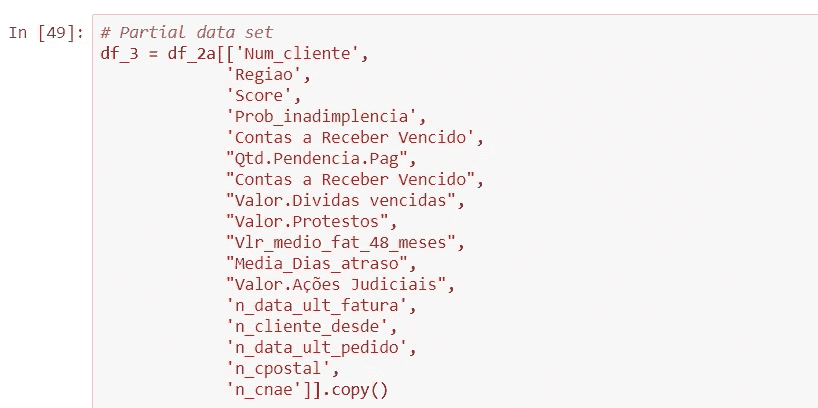 In [49]: # Partial data set
df_3 = df_2a[['Num_cliente',
'Regiao',
'Score',
'Prob_inadimplencia',
'Contas a Receber Vencido',
"Qtd.Pendencia.Pag",
"Contas a Receber Vencido",
"Valor.Dividas vencidas",
"Valor.Protestos",
"Vlr_medio_fat_48_meses",
"Media_Dias_atraso",
"Valor.Ações Judiciais",
'n_data_ult_fatura',
'n_cliente_desde',
'n_data_ult_pedido',
'n_cpostal',
'n_cnae']].copy()